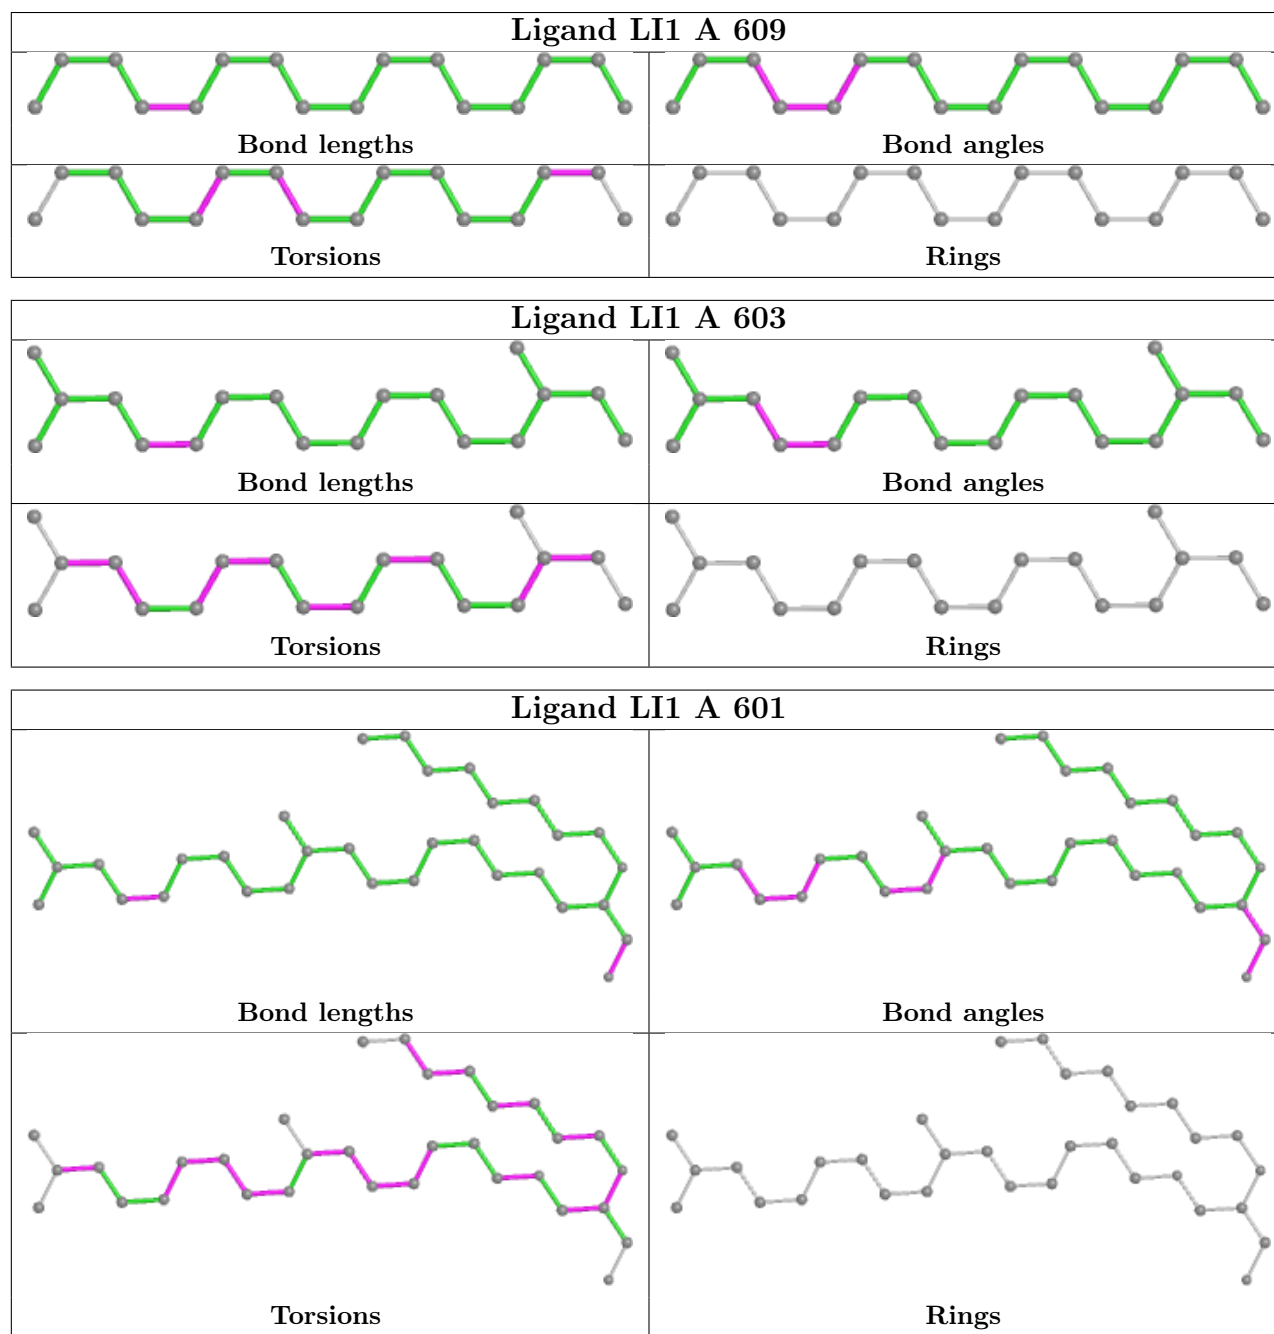 Ligand LI1 A 609
Bond lengths
Bond angles
Torsions
Rings
Ligand LI1 A 603
Bond lengths
Bond angles
Torsions
Rings
Ligand LI1 A 601
Bond lengths
Bond angles
Torsions
Rings